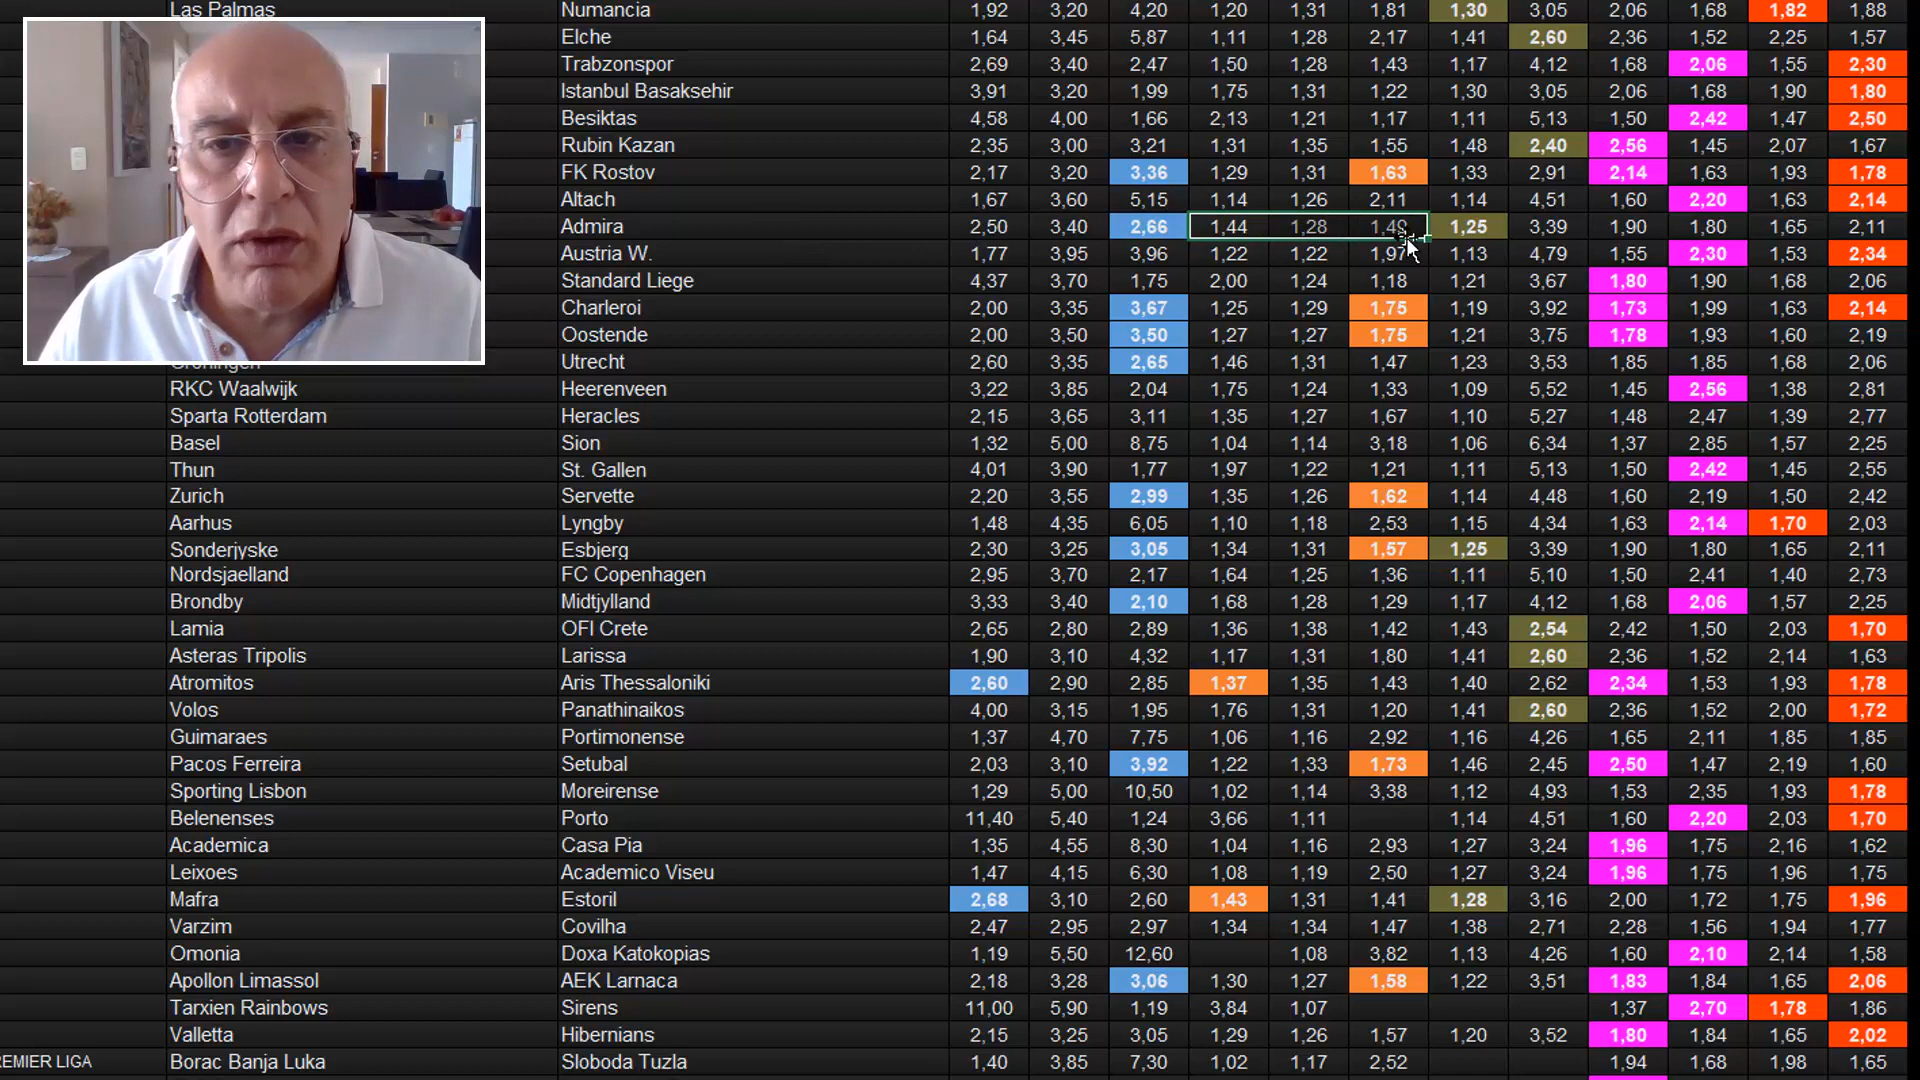 Las Palmas Numancia 1,92 3,20 4,20 1,20 1,31 1,81 1,30 3,05 2,06 1,68 1,82 1,88
Elche 1,64 3,45 5,87 1,11 1,28 2,17 1,41 2,60 2,36 1,52 2,25 1,57
Trabzonspor 2,69 3,40 2,47 1,50 1,28 1,43 1,17 4,12 1,68 2,06 1,55 2,30
Istanbul Basaksehir 3,91 3,20 1,99 1,75 1,31 1,22 1,30 3,05 2,06 1,68 1,90 1,80
Besiktas 4,58 4,00 1,66 2,13 1,21 1,17 1,11 5,13 1,50 2,42 1,47 2,50
Rubin Kazan 2,35 3,00 3,21 1,31 1,35 1,55 1,48 2,40 2,56 1,45 2,07 1,67
FK Rostov 2,17 3,20 3,36 1,29 1,31 1,63 1,33 2,91 2,14 1,63 1,93 1,78
Altach 1,67 3,60 5,15 1,14 1,26 2,11 1,14 4,51 1,60 2,20 1,63 2,14
Admira 2,50 3,40 2,66 1,44 1,28 1,25 3,39 1,90 1,80 1,65 2,11
Austria W. 1,77 3,95 3,96 1,22 1,22 1,97 1,13 4,79 1,55 2,30 1,53 2,34
Standard Liege 4,37 3,70 1,75 2,00 1,24 1,18 1,21 3,67 1,80 1,90 1,68 2,06
Charleroi 2,00 3,35 3,67 1,25 1,29 1,75 1,19 3,92 1,73 1,99 1,63 2,14
Oostende 2,00 3,50 3,50 1,27 1,27 1,75 1,21 3,75 1,78 1,93 1,60 2,19
Groningen Utrecht 2,60 3,35 2,65 1,46 1,31 1,47 1,23 3,53 1,85 1,85 1,68 2,06
RKC Waalwijk Heerenveen 3,22 3,85 2,04 1,75 1,24 1,33 1,09 5,52 1,45 2,56 1,38 2,81
Sparta Rotterdam Heracles 2,15 3,65 3,11 1,35 1,27 1,67 1,10 5,27 1,48 2,47 1,39 2,77
Basel Sion 1,32 5,00 8,75 1,04 1,14 3,18 1,06 6,34 1,37 2,85 1,57 2,25
Thun St. Gallen 4,01 3,90 1,77 1,97 1,22 1,21 1,11 5,13 1,50 2,42 1,45 2,55
Zurich Servette 2,20 3,55 2,99 1,35 1,26 1,62 1,14 4,48 1,60 2,19 1,50 2,42
Aarhus Lyngby 1,48 4,35 6,05 1,10 1,18 2,53 1,15 4,34 1,63 2,14 1,70 2,03
Sonderjyske Esbjerg 2,30 3,25 3,05 1,34 1,31 1,57 1,25 3,39 1,90 1,80 1,65 2,11
Nordsjaelland FC Copenhagen 2,95 3,70 2,17 1,64 1,25 1,36 1,11 5,10 1,50 2,41 1,40 2,73
Brondby Midtjylland 3,33 3,40 2,10 1,68 1,28 1,29 1,17 4,12 1,68 2,06 1,57 2,25
Lamia OFI Crete 2,65 2,80 2,89 1,36 1,38 1,42 1,43 2,54 2,42 1,50 2,03 1,70
Asteras Tripolis Larissa 1,90 3,10 4,32 1,17 1,31 1,80 1,41 2,60 2,36 1,52 2,14 1,63
Atromitos Aris Thessaloniki 2,60 2,90 2,85 1,37 1,35 1,43 1,40 2,62 2,34 1,53 1,93 1,78
Volos Panathinaikos 4,00 3,15 1,95 1,76 1,31 1,20 1,41 2,60 2,36 1,52 2,00 1,72
Guimaraes Portimonense 1,37 4,70 7,75 1,06 1,16 2,92 1,16 4,26 1,65 2,11 1,85 1,85
Pacos Ferreira Setubal 2,03 3,10 3,92 1,22 1,33 1,73 1,46 2,45 2,50 1,47 2,19 1,60
Sporting Lisbon Moreirense 1,29 5,00 10,50 1,02 1,14 3,38 1,12 4,93 1,53 2,35 1,93 1,78
Belenenses Porto 11,40 5,40 1,24 3,66 1,11 1,14 4,51 1,60 2,20 2,03 1,70
Academica Casa Pia 1,35 4,55 8,30 1,04 1,16 2,93 1,27 3,24 1,96 1,75 2,16 1,62
Leixoes Academico Viseu 1,47 4,15 6,30 1,08 1,19 2,50 1,27 3,24 1,96 1,75 1,96 1,75
Mafra Estoril 2,68 3,10 2,60 1,43 1,31 1,41 1,28 3,16 2,00 1,72 1,75 1,96
Varzim Covilha 2,47 2,95 2,97 1,34 1,34 1,47 1,38 2,71 2,28 1,56 1,94 1,77
Omonia Doxa Katokopias 1,19 5,50 12,60 1,08 3,82 1,13 4,26 1,60 2,10 2,14 1,58
Apollon Limassol AEK Larnaca 2,18 3,28 3,06 1,30 1,27 1,58 1,22 3,51 1,83 1,84 1,65 2,06
Tarxien Rainbows Sirens 11,00 5,90 1,19 3,84 1,07 1,37 2,70 1,78 1,86
Valletta Hibernians 2,15 3,25 3,05 1,29 1,26 1,57 1,20 3,52 1,80 1,84 1,65 2,02
REMIER LIGA Borac Banja Luka Sloboda Tuzla 1,40 3,85 7,30 1,02 1,17 2,52 1,94 1,68 1,98 1,65